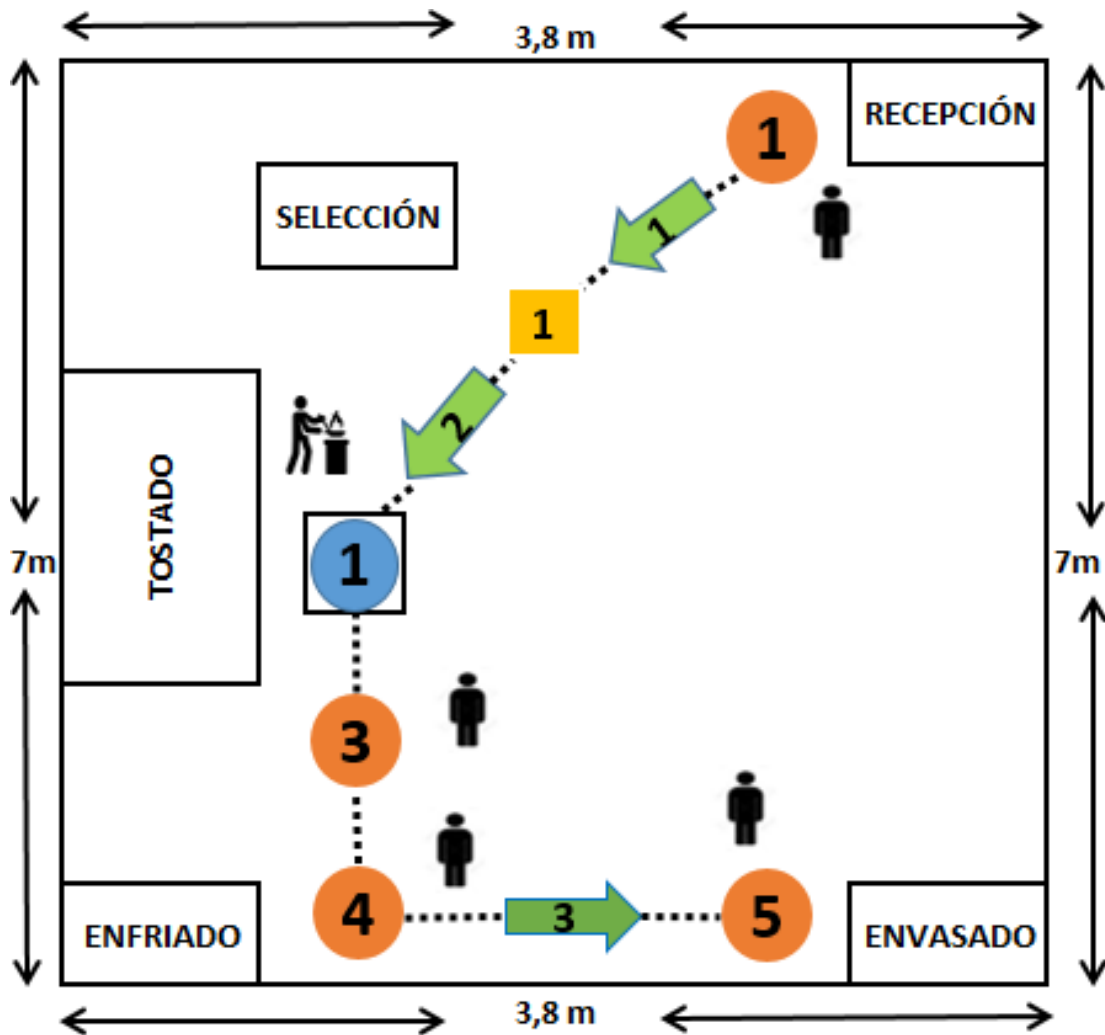 3,8 m
RECEPCIÓN
1
SELECCIÓN
1
1
2
TOSTADO
7m
7m
1
3
4
3
5
ENFRIADO
ENVASADO
3,8 m